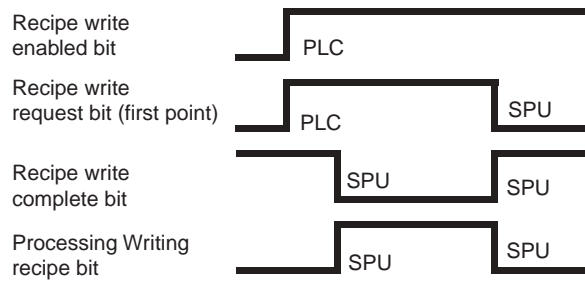 Recipe write
enabled bit
PLC
Recipe write
request bit (first point)
PLC
SPU
Recipe write
complete bit
SPU
SPU
Processing Writing
recipe bit
SPU
SPU